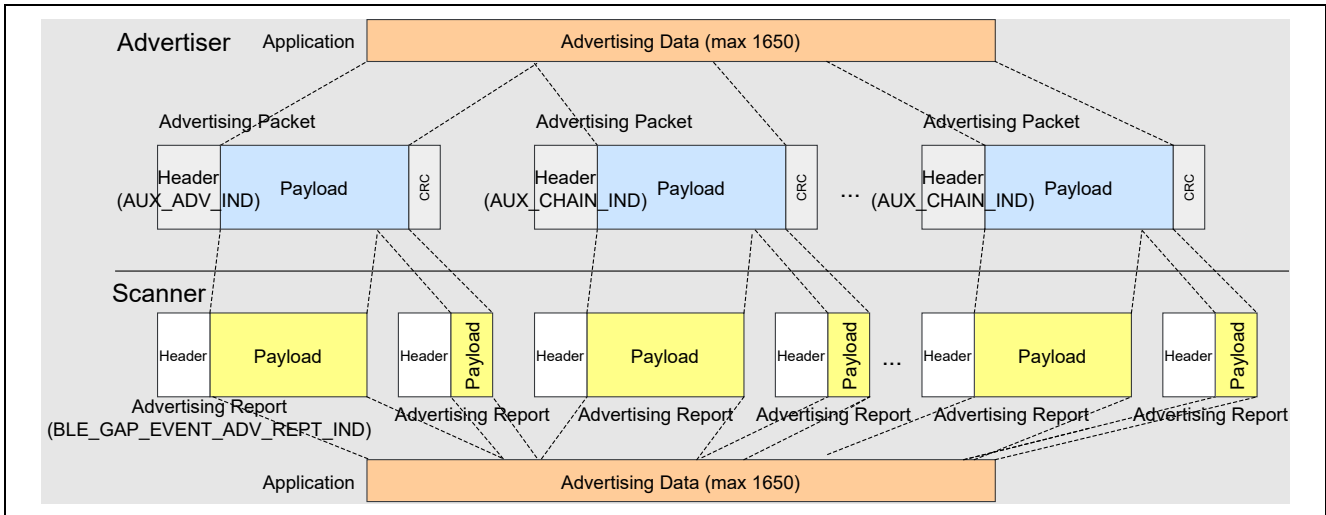 Advertiser
Application
Advertising Data (max 1650)
Advertising Packet
Advertising Packet
Advertising Packet
Header
(AUX_ADV_IND)
Payload
CRC
Header
(AUX_CHAIN_IND)
Payload
CRC
...
Header
(AUX_CHAIN_IND)
Payload
CRC
Scanner
Header
Payload
Header
Payload
Header
Payload
Header
Payload
...
Header
Payload
Header
Payload
Advertising Report
(BLE_GAP_EVENT_ADV_REPT_IND)
Advertising Report
Advertising Report
Advertising Report
Advertising Report
Advertising Report
Application
Advertising Data (max 1650)